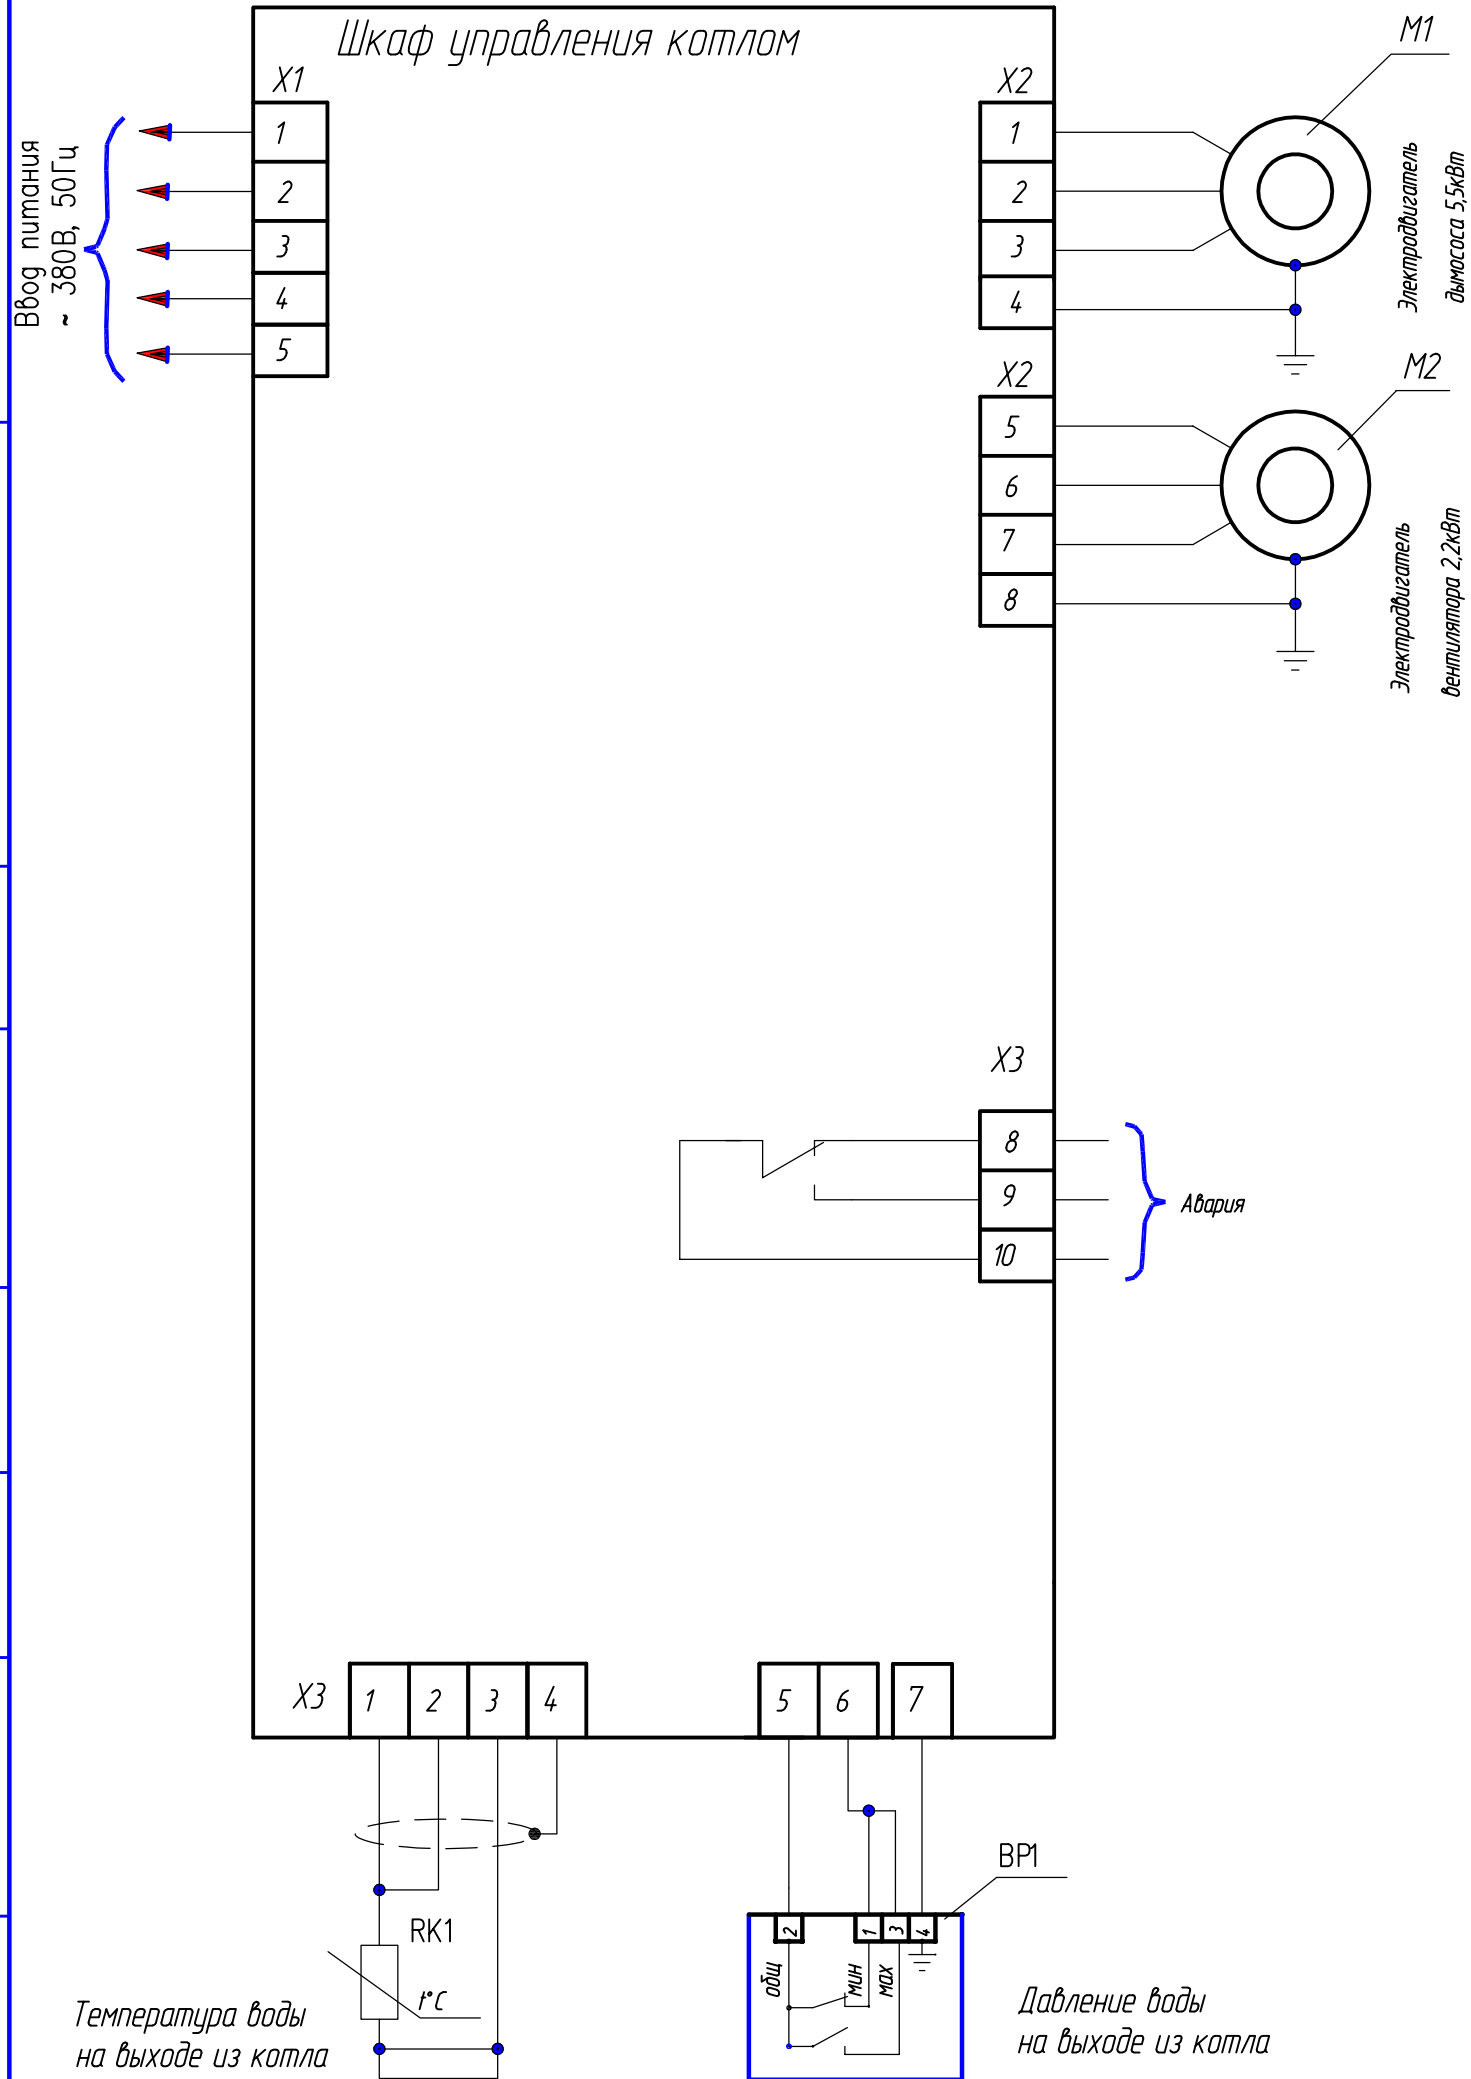 Шкаф управления котлом
X1
1
2
3
4
5
Ввод питания
~ 380В, 50Гц
X2
1
2
3
4
M1
Электродвигатель
дымососа 5,5кВт
X2
5
6
7
8
M2
Электродвигатель
вентилятора 2,2кВт
X3
8
9
10
Авария
X3
1
2
3
4
5
6
7
RK1
t°C
Температура воды
на выходе из котла
BP1
2
1
3
4
общ
мин
мах
Давление воды
на выходе из котла